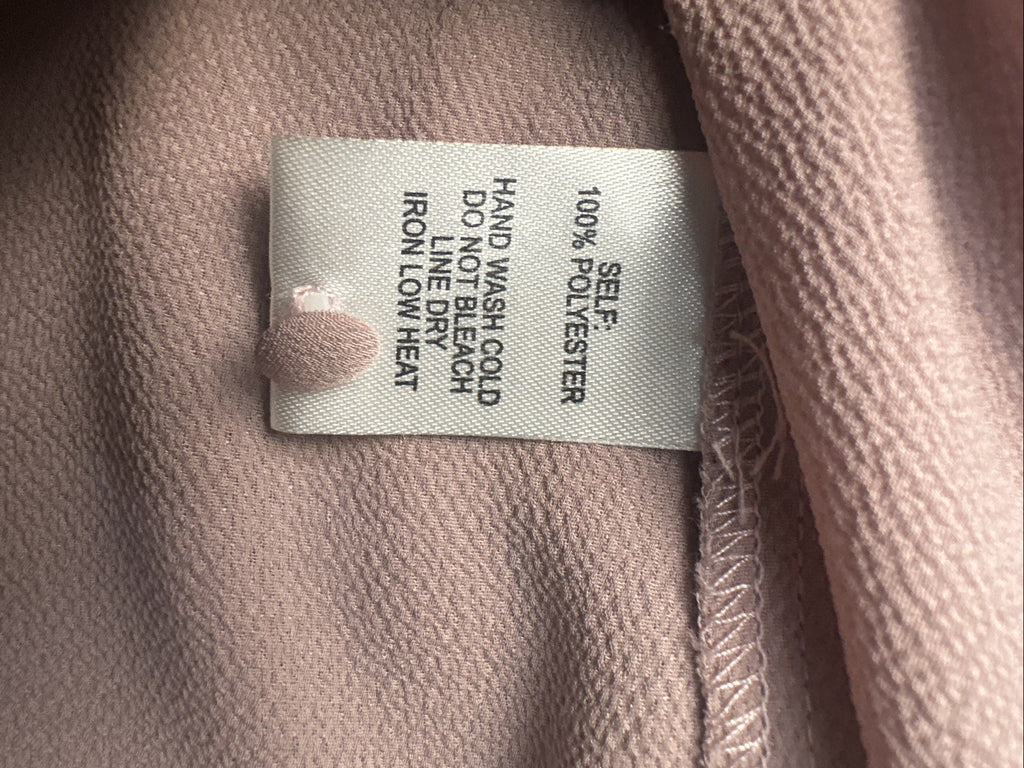 SELF:
100% POLYESTER
HAND WASH COLD
DO NOT BLEACH
LINE DRY
IRON LOW HEAT